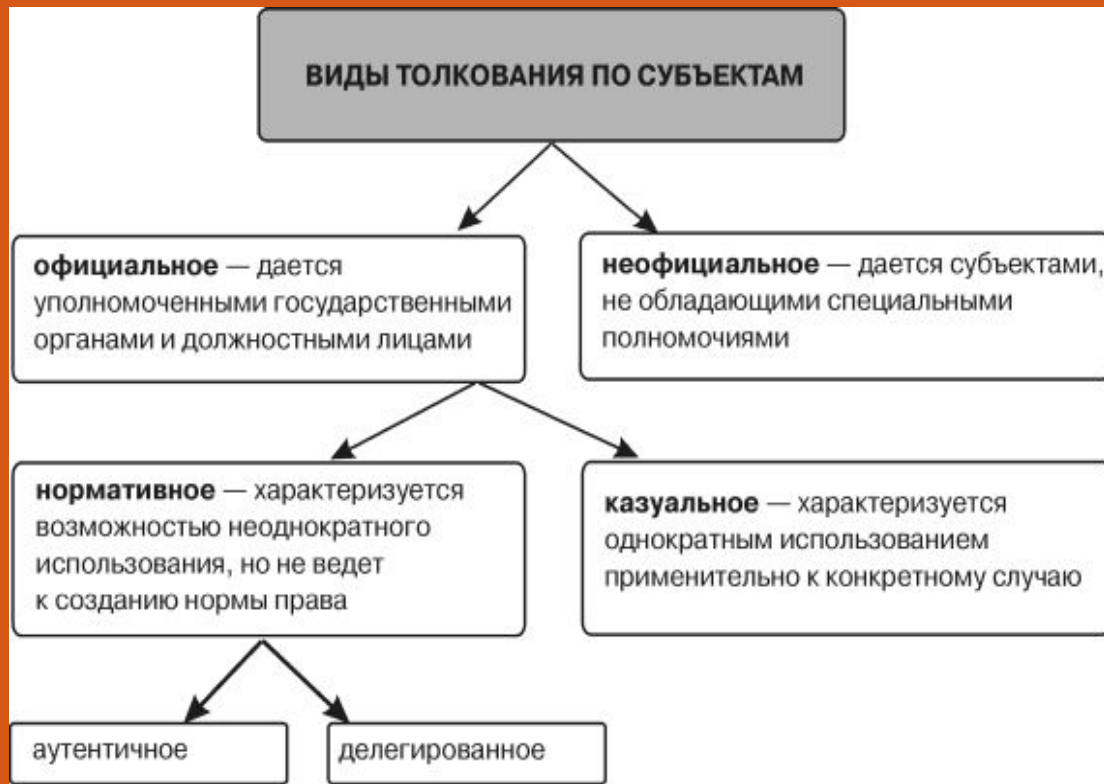 ВИДЫ ТОЛКОВАНИЯ ПО СУБЪЕКТАМ
официальное — дается
уполномоченными государственными
органами и должностными лицами
неофициальное — дается субъектами,
не обладающими специальными
полномочиями
нормативное — характеризуется
возможностью неоднократного
использования, но не ведет
к созданию нормы права
казуальное — характеризуется
однократным использованием
применительно к конкретному случаю
аутентичное
делегированное